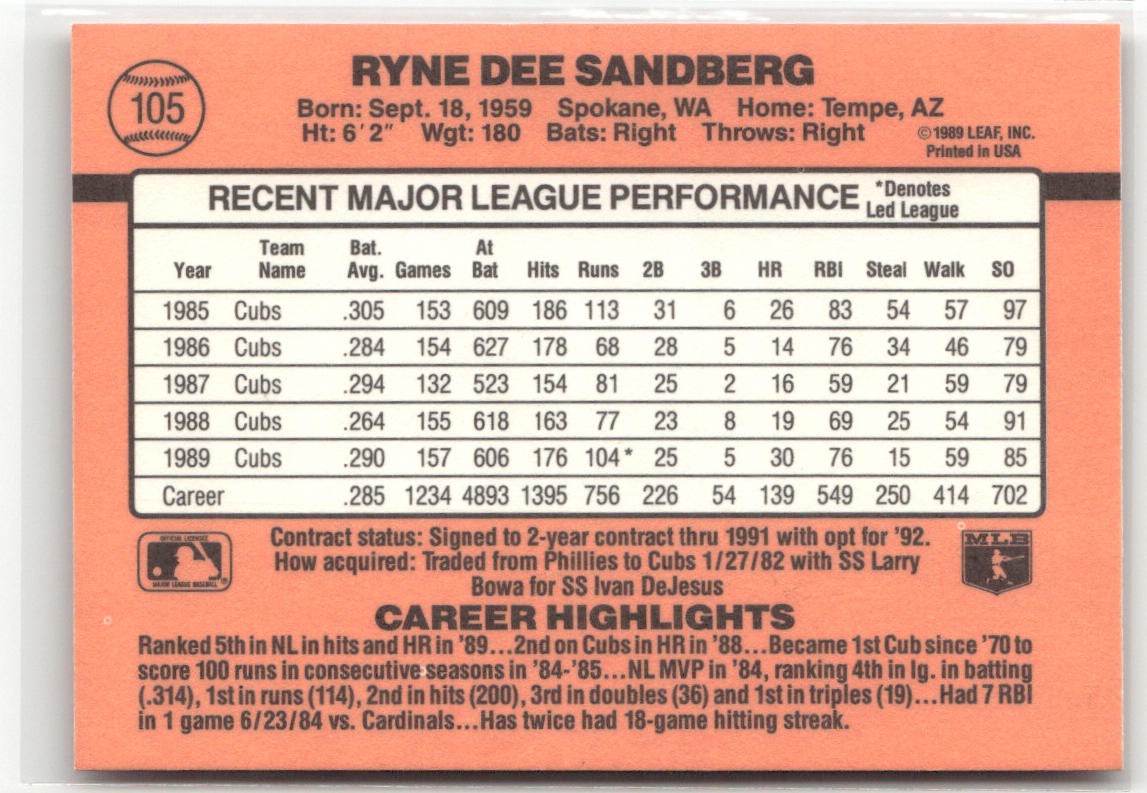 105
RYNE DEE SANDBERG
Born: Sept. 18, 1959 Spokane, WA Home: Tempe, AZ
Ht: 6´2˝ Wgt: 180 Bats: Right Throws: Right
©1989 LEAF, INC.
Printed in USA
RECENT MAJOR LEAGUE PERFORMANCE *Denotes Led League
Year Team Name Bat. Avg. Games At Bat Hits Runs 2B 3B HR RBI Steal Walk SO
1985 Cubs .305 153 609 186 113 31 6 26 83 54 57 97
1986 Cubs .284 154 627 178 68 28 5 14 76 34 46 79
1987 Cubs .294 132 523 154 81 25 2 16 59 21 59 79
1988 Cubs .264 155 618 163 77 23 8 19 69 25 54 91
1989 Cubs .290 157 606 176 104* 25 5 30 76 15 59 85
Career .285 1234 4893 1395 756 226 54 139 549 250 414 702
OFFICIAL LICENSEE
MAJOR LEAGUE BASEBALL
®
Contract status: Signed to 2-year contract thru 1991 with opt for '92.
How acquired: Traded from Phillies to Cubs 1/27/82 with SS Larry
Bowa for SS Ivan DeJesus
MLB
CAREER HIGHLIGHTS
Ranked 5th in NL in hits and HR in '89...2nd on Cubs in HR in '88...Became 1st Cub since '70 to
score 100 runs in consecutive seasons in '84-'85...NL MVP in '84, ranking 4th in lg. in batting
(.314), 1st in runs (114), 2nd in hits (200), 3rd in doubles (36) and 1st in triples (19)...Had 7 RBI
in 1 game 6/23/84 vs. Cardinals...Has twice had 18-game hitting streak.